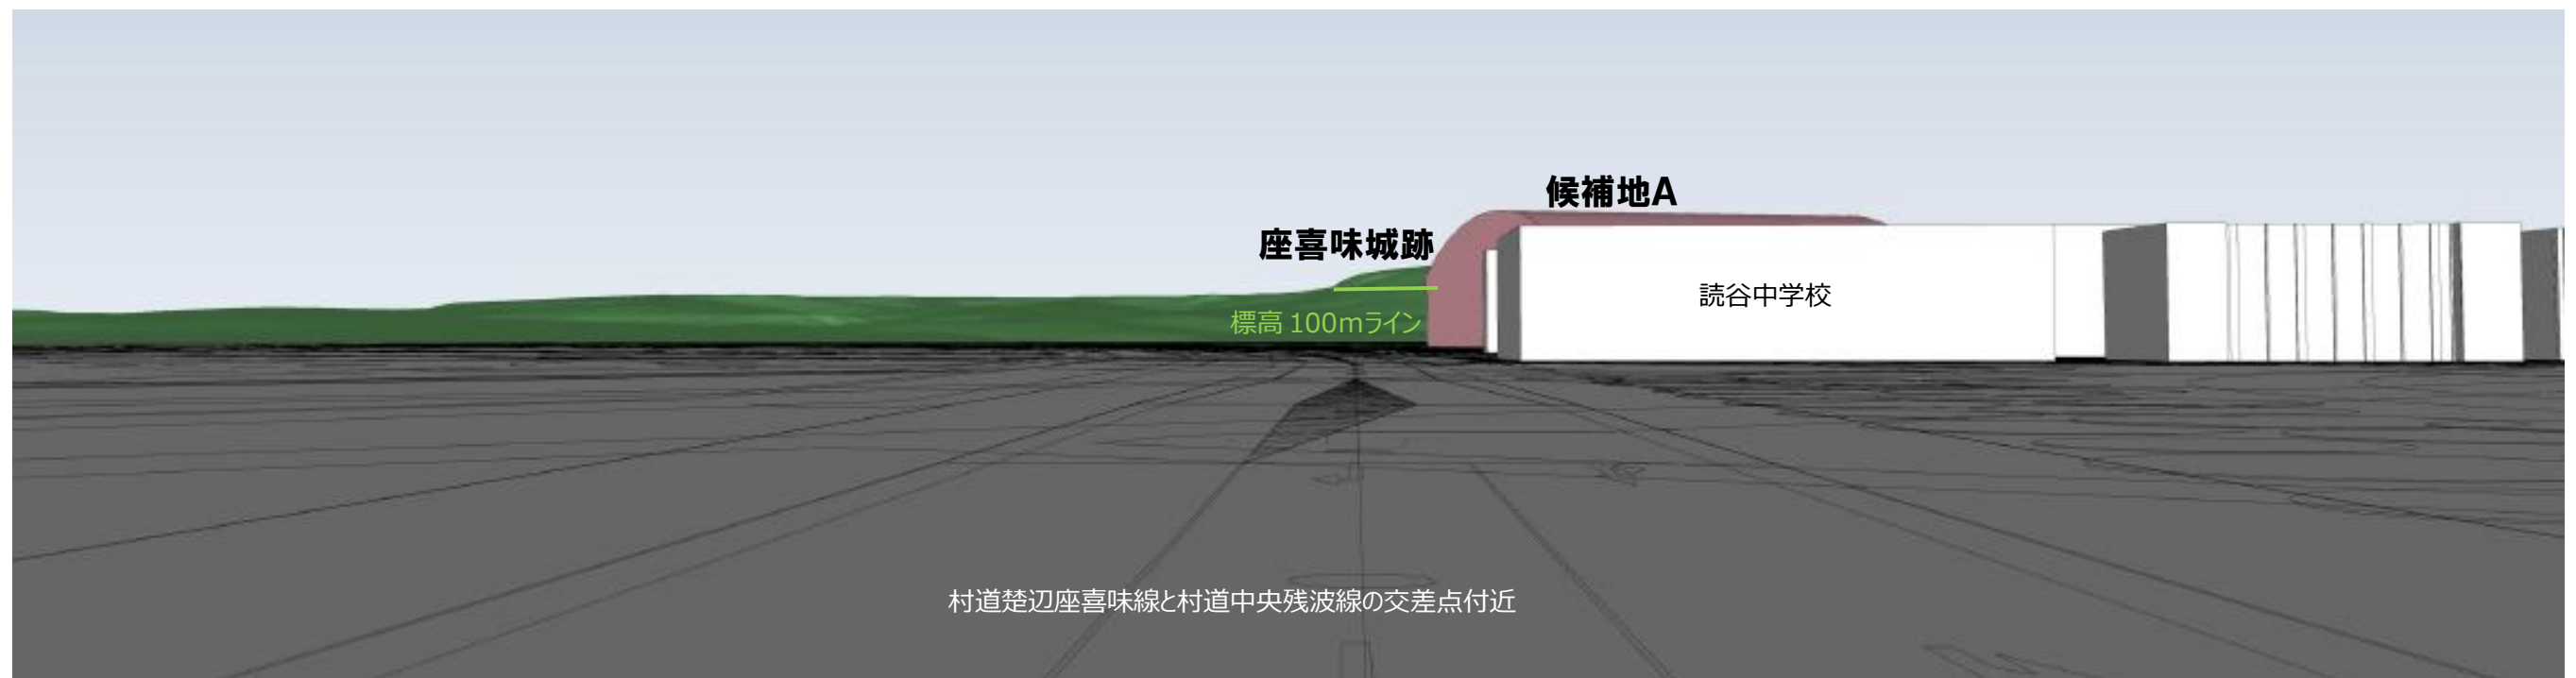 候補地A
座喜味城跡
読谷中学校
標高100mライン
村道楚辺座喜味線と村道中央残波線の交差点付近